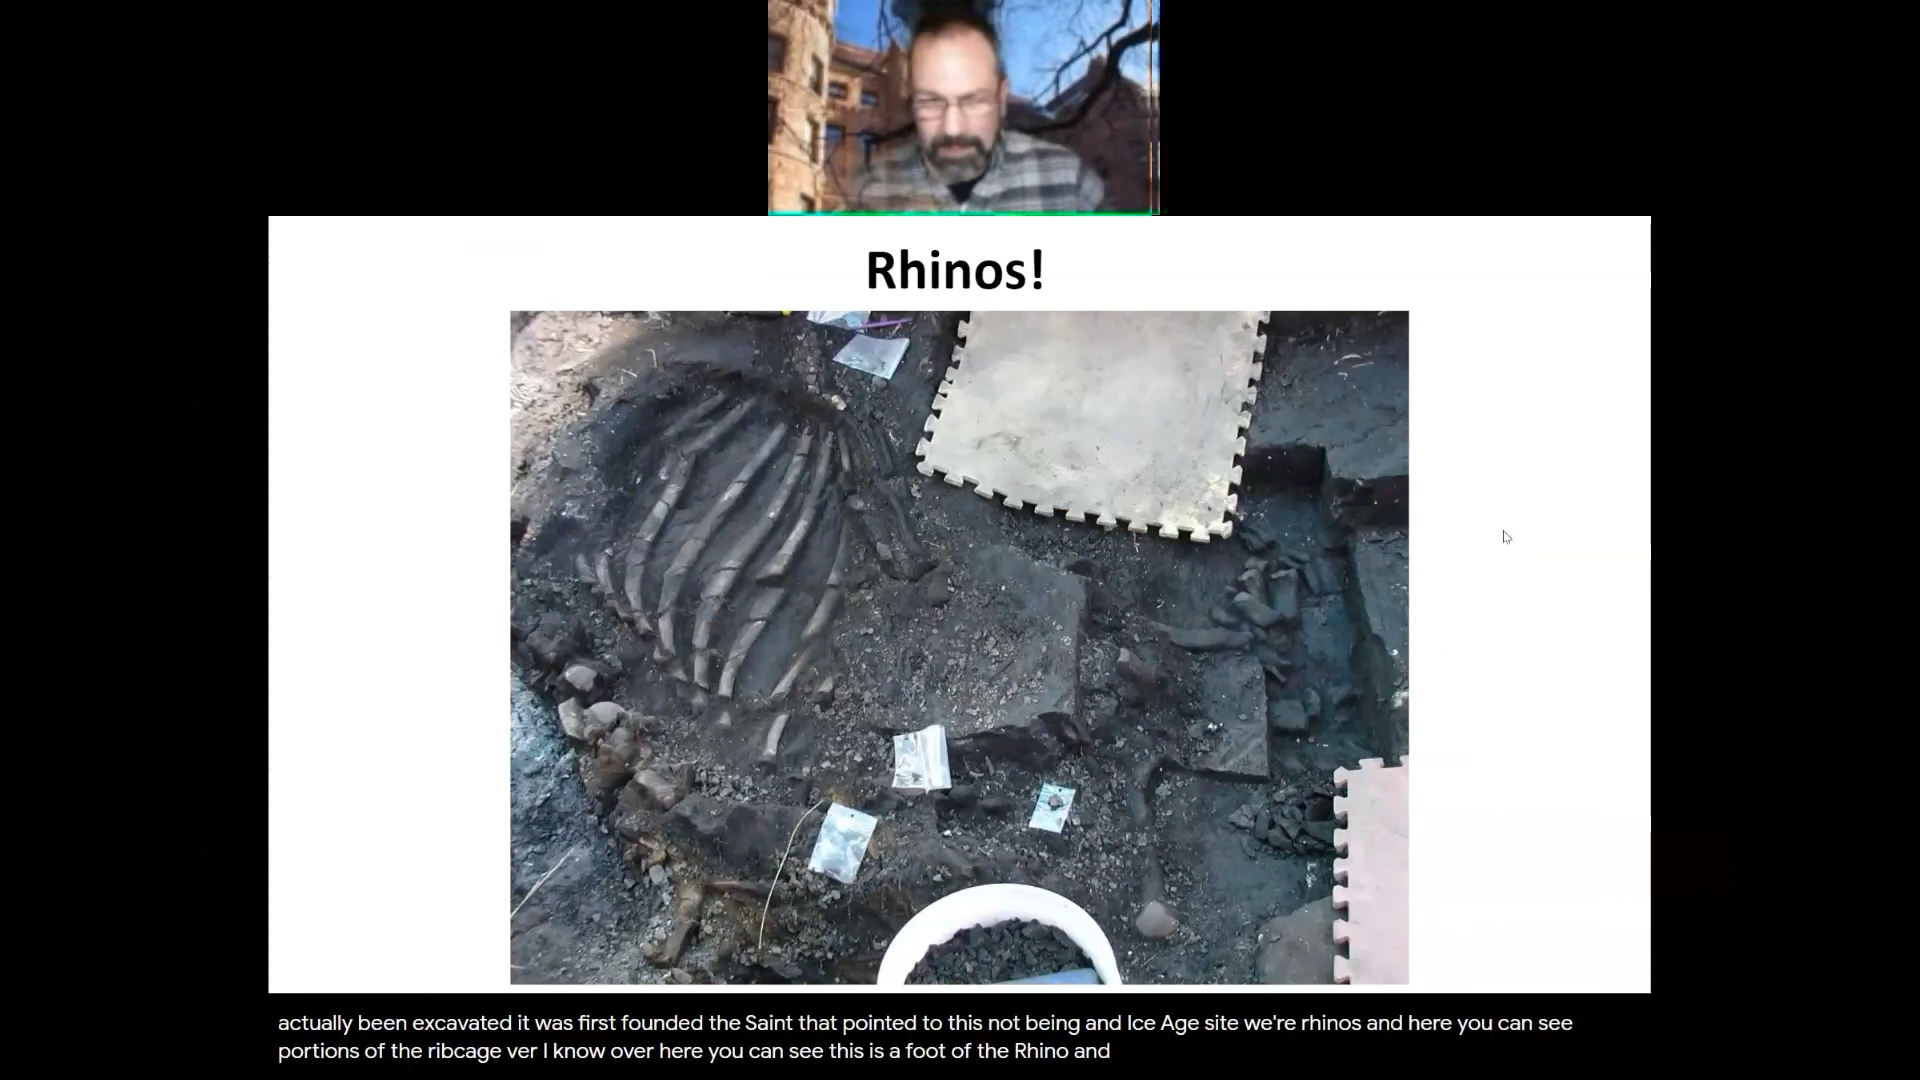 Rhinos!
actually been excavated it was first founded the Saint that pointed to this not being and Ice Age site we're rhinos and here you can see
portions of the ribcage ver I know over here you can see this is a foot of the Rhino and